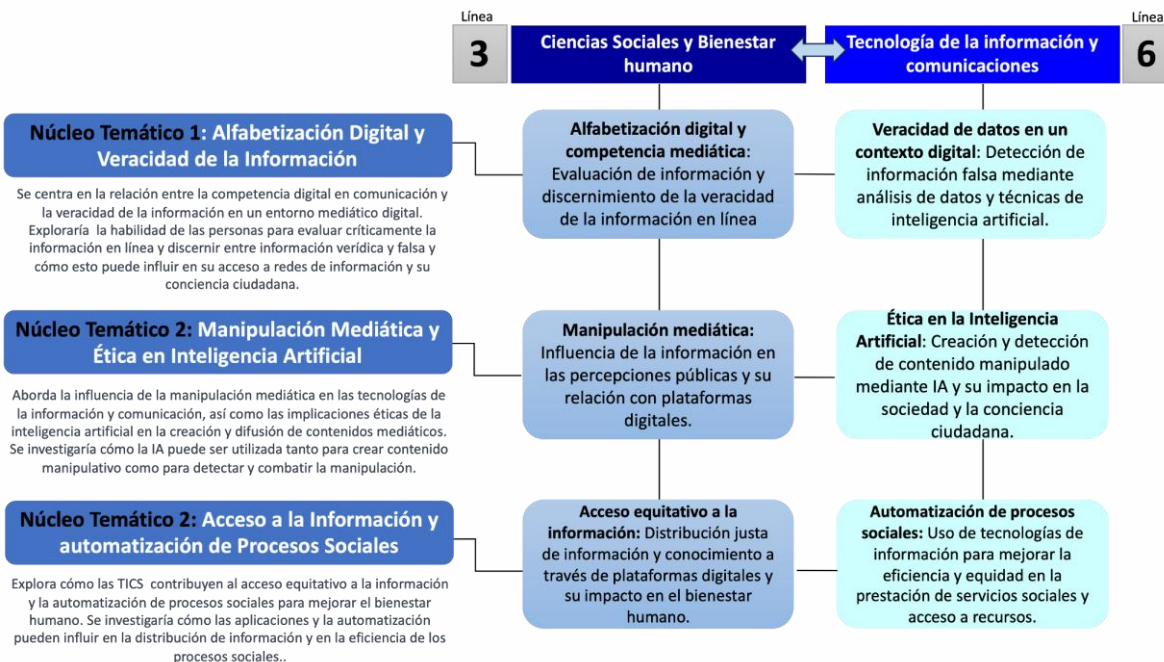 Línea
3
Ciencias Sociales y Bienestar
humano
Tecnología de la información y
comunicaciones
Línea
6
Núcleo Temático 1: Alfabetización Digital y
Veracidad de la Información
Se centra en la relación entre la competencia digital en comunicación y
la veracidad de la información en un entorno mediático digital.
Exploraría la habilidad de las personas para evaluar críticamente la
información en línea y discernir entre información verídica y falsa y
cómo esto puede influir en su acceso a redes de información y su
conciencia ciudadana.
Alfabetización digital y
competencia mediática:
Evaluación de información y
discernimiento de la veracidad
de la información en línea
Veracidad de datos en un
contexto digital: Detección de
información falsa mediante
análisis de datos y técnicas de
inteligencia artificial.
Núcleo Temático 2: Manipulación Mediática y
Ética en Inteligencia Artificial
Aborda la influencia de la manipulación mediática en las tecnologías de
la información y comunicación, así como las implicaciones éticas de la
inteligencia artificial en la creación y difusión de contenidos mediáticos.
Se investigaría cómo la IA puede ser utilizada tanto para crear contenido
manipulativo como para detectar y combatir la manipulación.
Manipulación mediática:
Influencia de la información en
las percepciones públicas y su
relación con plataformas
digitales.
Ética en la Inteligencia
Artificial: Creación y detección
de contenido manipulado
mediante IA y su impacto en la
sociedad y la conciencia
ciudadana.
Núcleo Temático 2: Acceso a la Información y
automatización de Procesos Sociales
Explora cómo las TICS contribuyen al acceso equitativo a la información
y la automatización de procesos sociales para mejorar el bienestar
humano. Se investigaría cómo las aplicaciones y la automatización
pueden influir en la distribución de información y en la eficiencia de los
procesos sociales..
Acceso equitativo a la
información: Distribución justa
de información y conocimiento a
través de plataformas digitales y
su impacto en el bienestar
humano.
Automatización de procesos
sociales: Uso de tecnologías de
información para mejorar la
eficiencia y equidad en la
prestación de servicios sociales y
acceso a recursos.